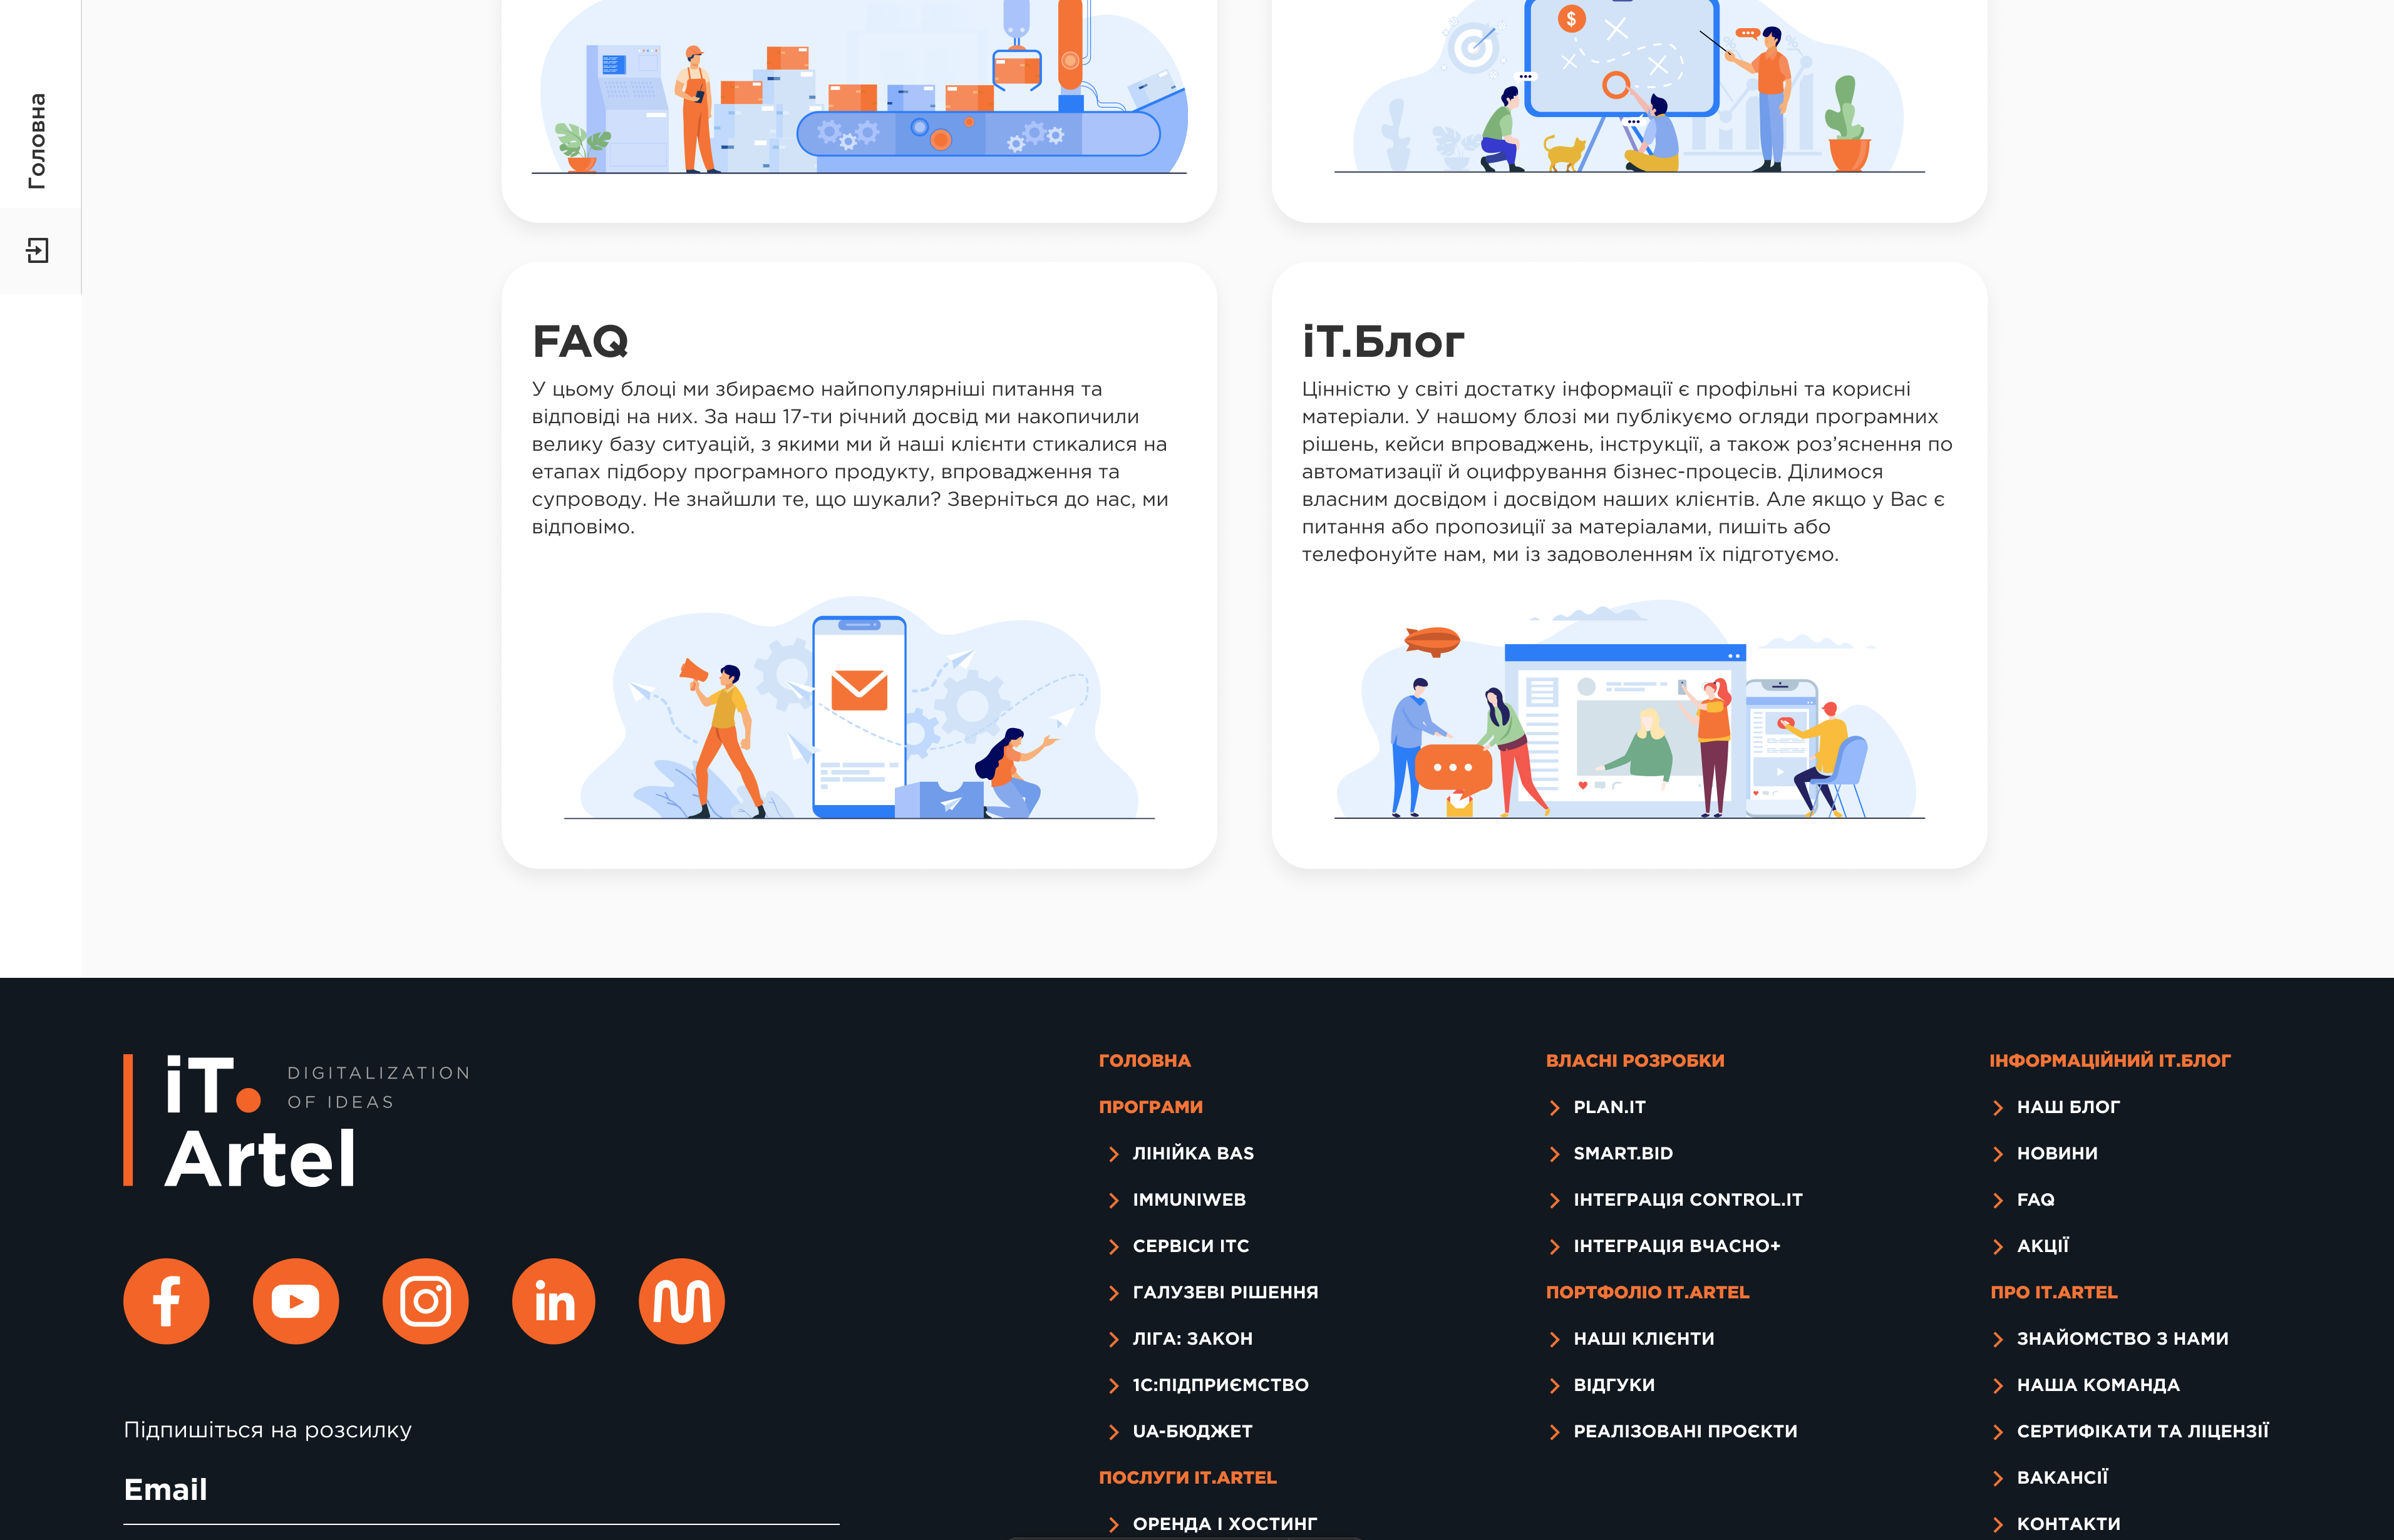 Головна
$
FAQ
У цьому блоці ми збираємо найпопулярніші питання та
відповіді на них. За наш 17-ти річний досвід ми накопичили
велику базу ситуацій, з якими ми й наші клієнти стикалися на
етапах підбору програмного продукту, впровадження та
супроводу. Не знайшли те, що шукали? Зверніться до нас, ми
відповімо.
іТ.Блог
Цінністю у світі достатку інформації є профільні та корисні
матеріали. У нашому блозі ми публікуємо огляди програмних
рішень, кейси впроваджень, інструкції, а також роз’яснення по
автоматизації й оцифрування бізнес-процесів. Ділимося
власним досвідом і досвідом наших клієнтів. Але якщо у Вас є
питання або пропозиції за матеріалами, пишіть або
телефонуйте нам, ми із задоволенням їх підготуємо.
iT.
Artel
DIGITALIZATION
OF IDEAS
Підпишіться на розсилку
Email
ГОЛОВНА
ПРОГРАМИ
ЛІНІЙКА BAS
IMMUNIWEB
СЕРВІСИ ІТС
ГАЛУЗЕВІ РІШЕННЯ
ЛІГА: ЗАКОН
1С:ПІДПРИЄМСТВО
UA-БЮДЖЕТ
ПОСЛУГИ IT.ARTEL
ОРЕНДА І ХОСТИНГ
ВЛАСНІ РОЗРОБКИ
PLAN.IT
SMART.BID
ІНТЕГРАЦІЯ CONTROL.IT
ІНТЕГРАЦІЯ ВЧАСНО+
ПОРТФОЛІО IT.ARTEL
НАШІ КЛІЄНТИ
ВІДГУКИ
РЕАЛІЗОВАНІ ПРОЄКТИ
ІНФОРМАЦІЙНИЙ ІТ.БЛОГ
НАШ БЛОГ
НОВИНИ
FAQ
АКЦІЇ
ПРО IT.ARTEL
ЗНАЙОМСТВО З НАМИ
НАША КОМАНДА
СЕРТИФІКАТИ ТА ЛІЦЕНЗІЇ
ВАКАНСІЇ
КОНТАКТИ